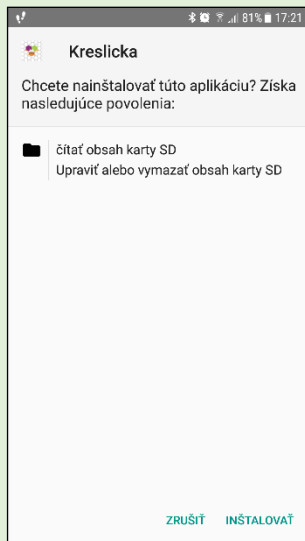 81% 17:21
Kreslicka
Chcete nainštalovať túto aplikáciu? Získa
nasledujúce povolenia:
čítať obsah karty SD
Upraviť alebo vymazať obsah karty SD
ZRUŠIŤ INŠTALOVAŤ